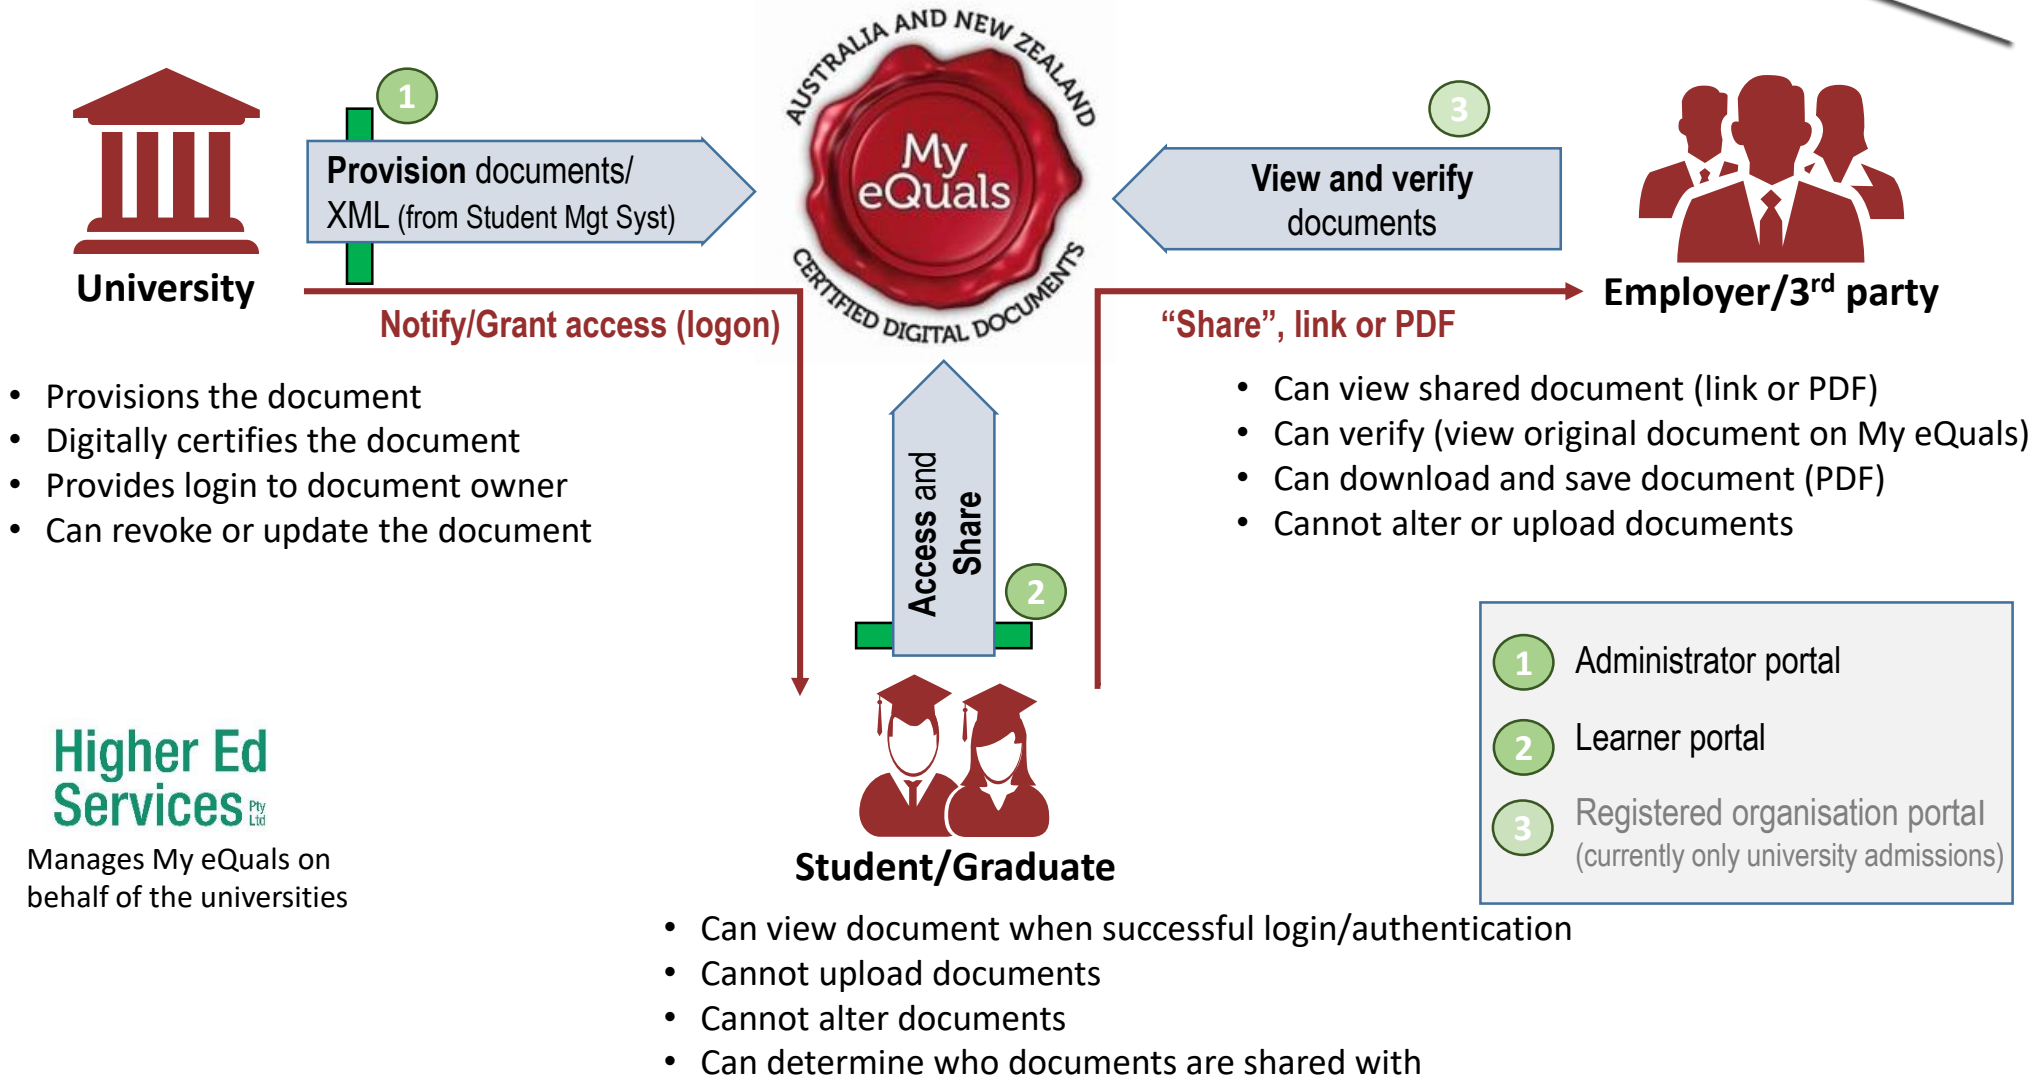 1
Provision documents/
XML (from Student Mgt Syst)
University
Notify/Grant access (logon)
• Provisions the document
• Digitally certifies the document
• Provides login to document owner
• Can revoke or update the document
AUSTRALIA AND NEW ZEALAND
My
eQuals
CERTIFIED DIGITAL DOCUMENTS
3
View and verify
documents
Employer/3rd party
“Share”, link or PDF
• Can view shared document (link or PDF)
• Can verify (view original document on My eQuals)
• Can download and save document (PDF)
• Cannot alter or upload documents
Access and
Share
2
1 Administrator portal
2 Learner portal
3 Registered organisation portal
(currently only university admissions)
Higher Ed
Services Pty Ltd
Manages My eQuals on
behalf of the universities
Student/Graduate
• Can view document when successful login/authentication
• Cannot upload documents
• Cannot alter documents
• Can determine who documents are shared with